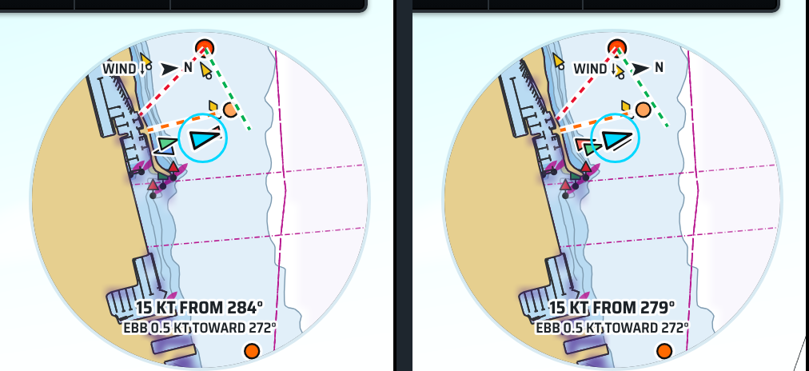 WIND ↓ N
15 KT FROM 284°
EBB 0.5 KT TOWARD 272°
WIND ↓ N
15 KT FROM 279°
EBB 0.5 KT TOWARD 272°